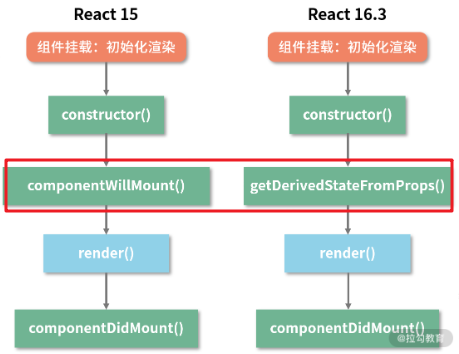 React 15
React 16.3
组件挂载：初始化渲染
组件挂载：初始化渲染
constructor()
constructor()
componentWillMount()
getDerivedStateFromProps()
render()
render()
componentDidMount()
componentDidMount()
@拉勾教育